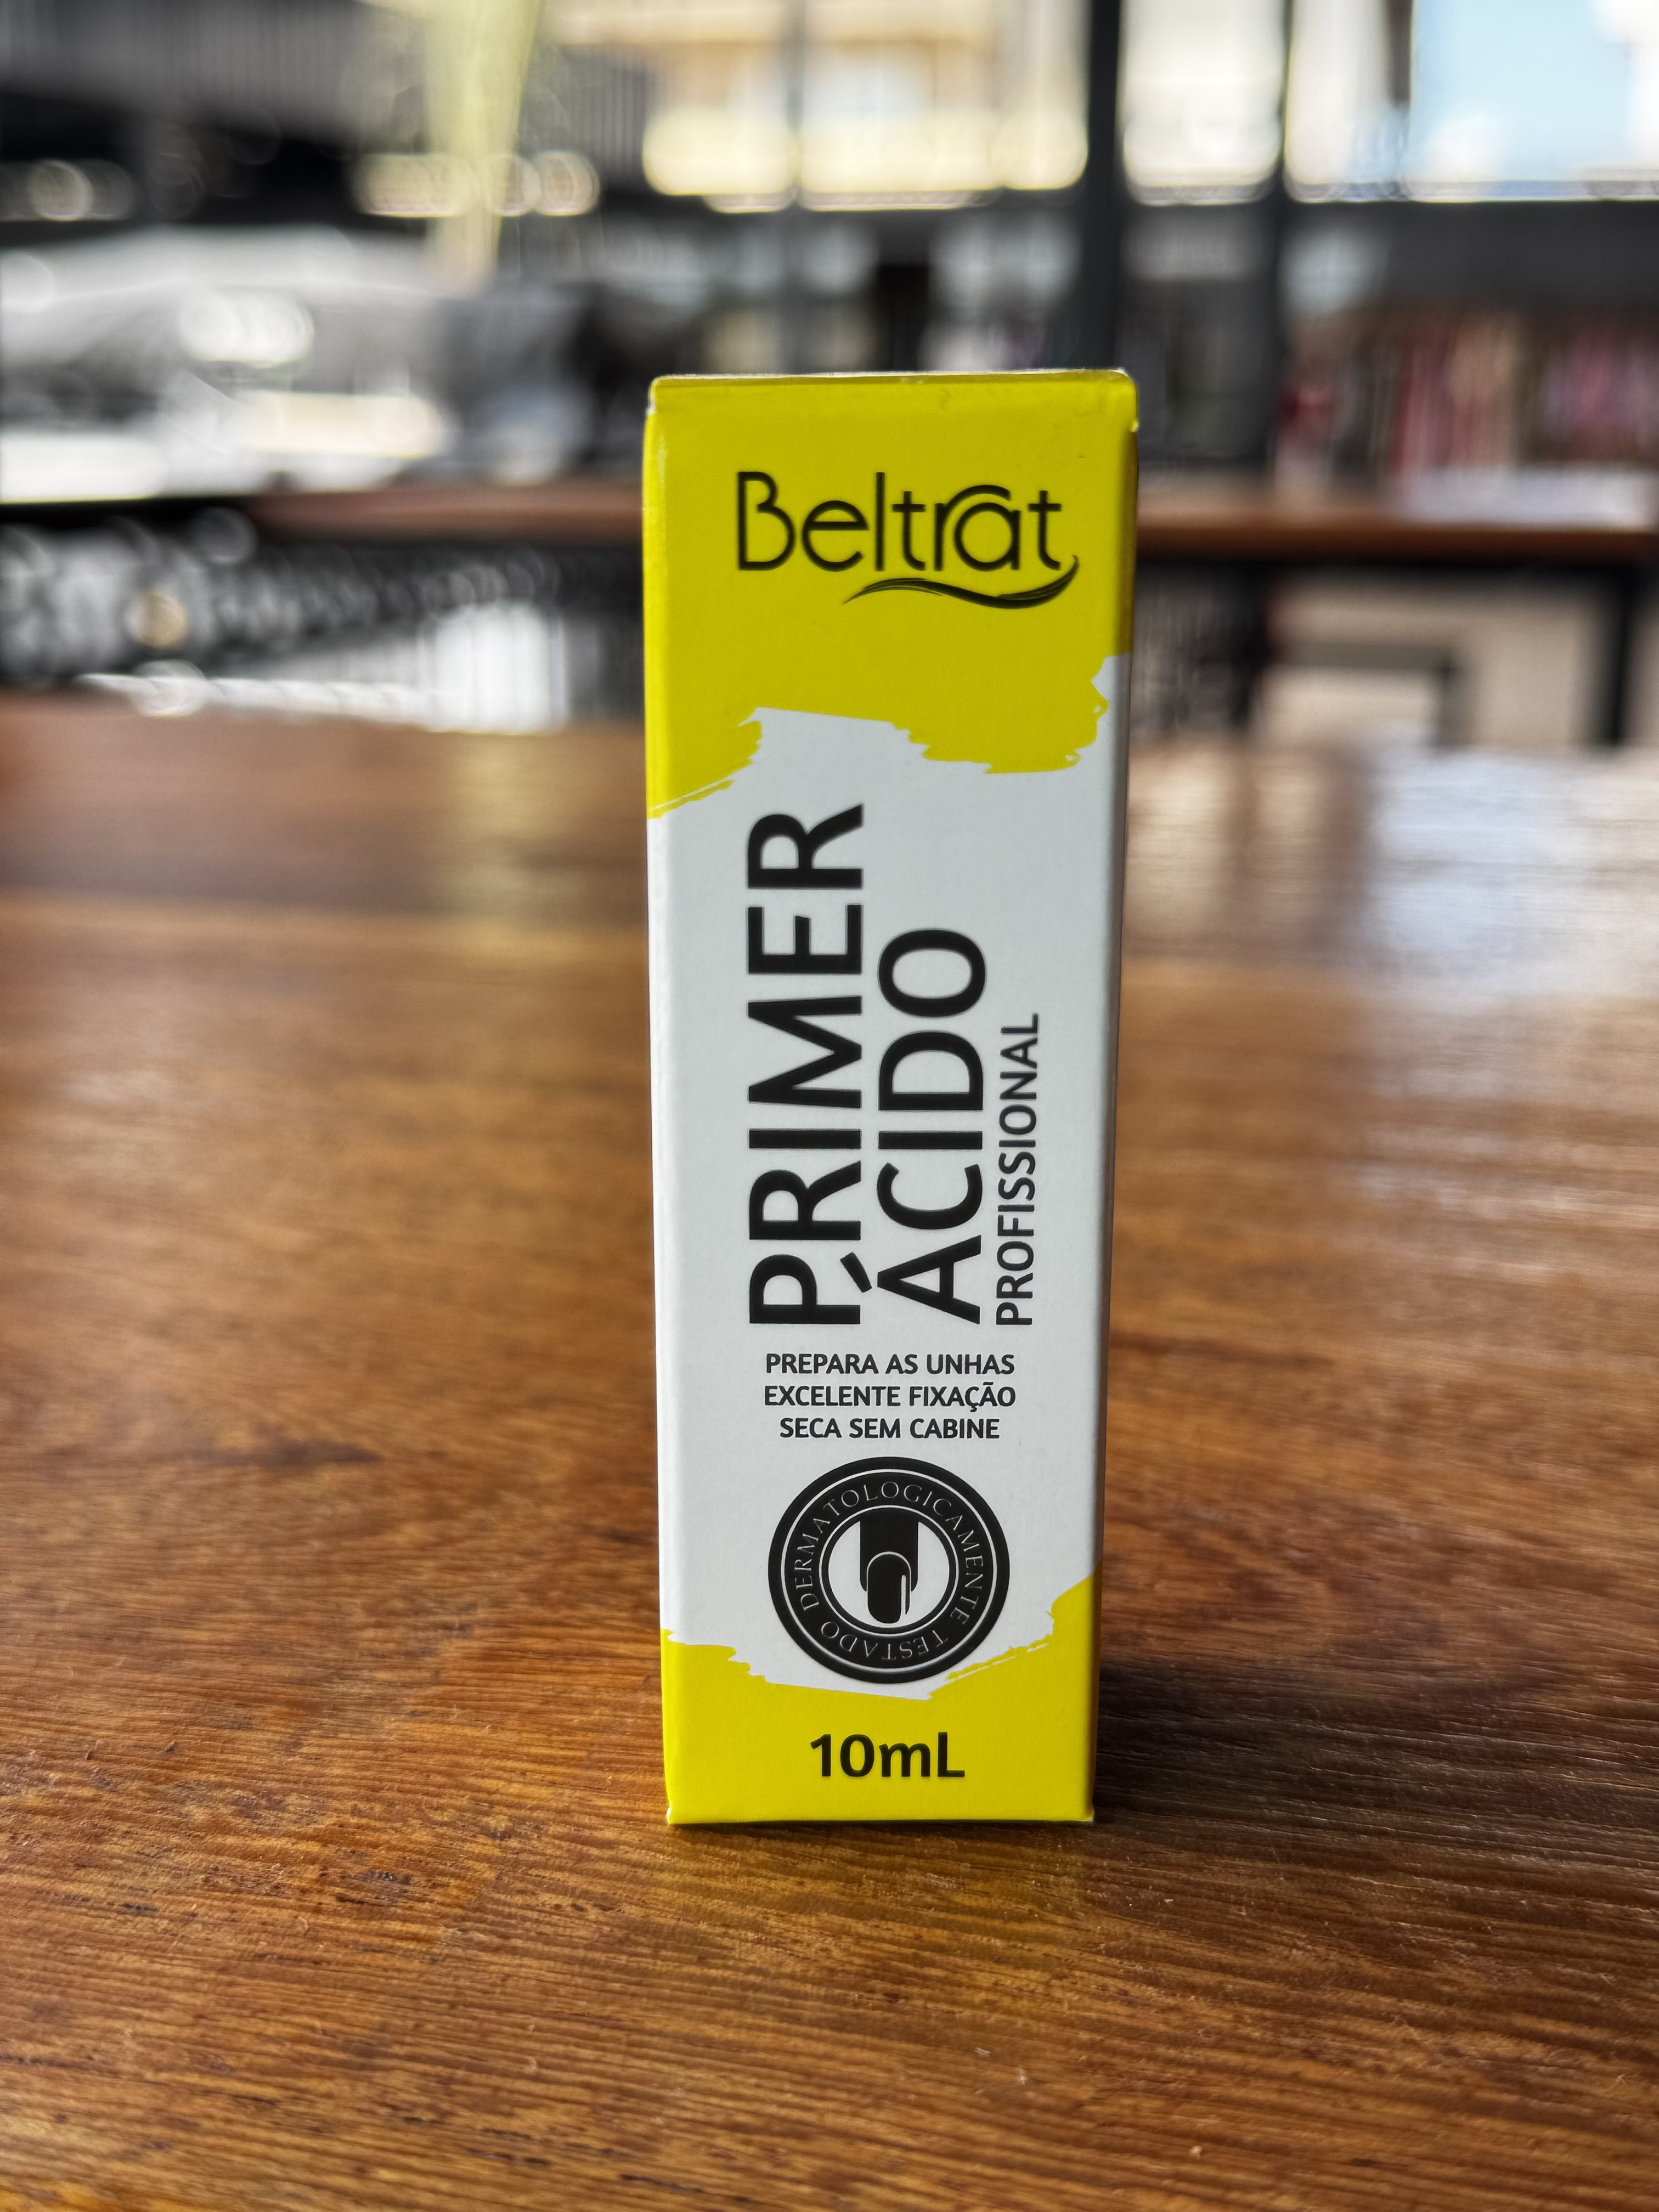 Beltrat
PRIMER
ÁCIDO
PROFISSIONAL
PREPARA AS UNHAS
EXCELENTE FIXAÇÃO
SECA SEM CABINE
DERMATOLOGICAMENTE TESTADO
10mL